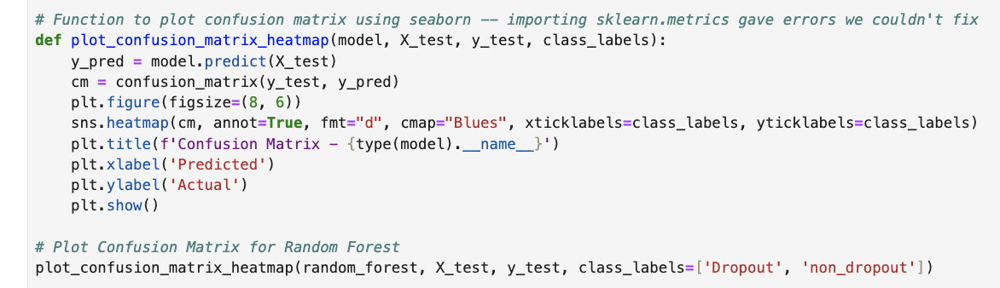 # Function to plot confusion matrix using seaborn -- importing sklearn.metrics gave errors we couldn't fix
def plot_confusion_matrix_heatmap(model, X_test, y_test, class_labels):
    y_pred = model.predict(X_test)
    cm = confusion_matrix(y_test, y_pred)
    plt.figure(figsize=(8, 6))
    sns.heatmap(cm, annot=True, fmt="d", cmap="Blues", xticklabels=class_labels, yticklabels=class_labels)
    plt.title(f'Confusion Matrix - {type(model).__name__}')
    plt.xlabel('Predicted')
    plt.ylabel('Actual')
    plt.show()

# Plot Confusion Matrix for Random Forest
plot_confusion_matrix_heatmap(random_forest, X_test, y_test, class_labels=['Dropout', 'non_dropout'])